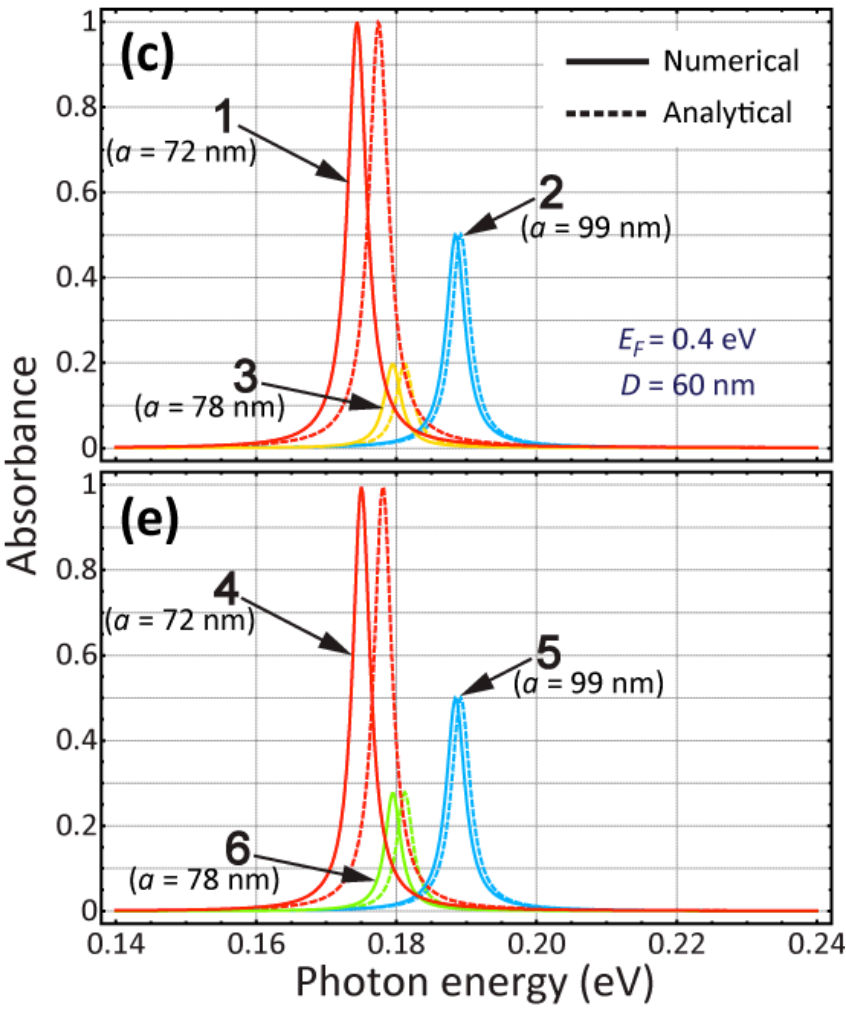 Absorbance
(c)
1
0.8
0.6
0.4
0.2
0
Numerical
Analytical
1
(a = 72 nm)
2
(a = 99 nm)
3
(a = 78 nm)
E_F = 0.4 eV
D = 60 nm
(e)
1
0.8
0.6
0.4
0.2
0
4
(a = 72 nm)
5
(a = 99 nm)
6
(a = 78 nm)
0.14 0.16 0.18 0.20 0.22 0.24
Photon energy (eV)